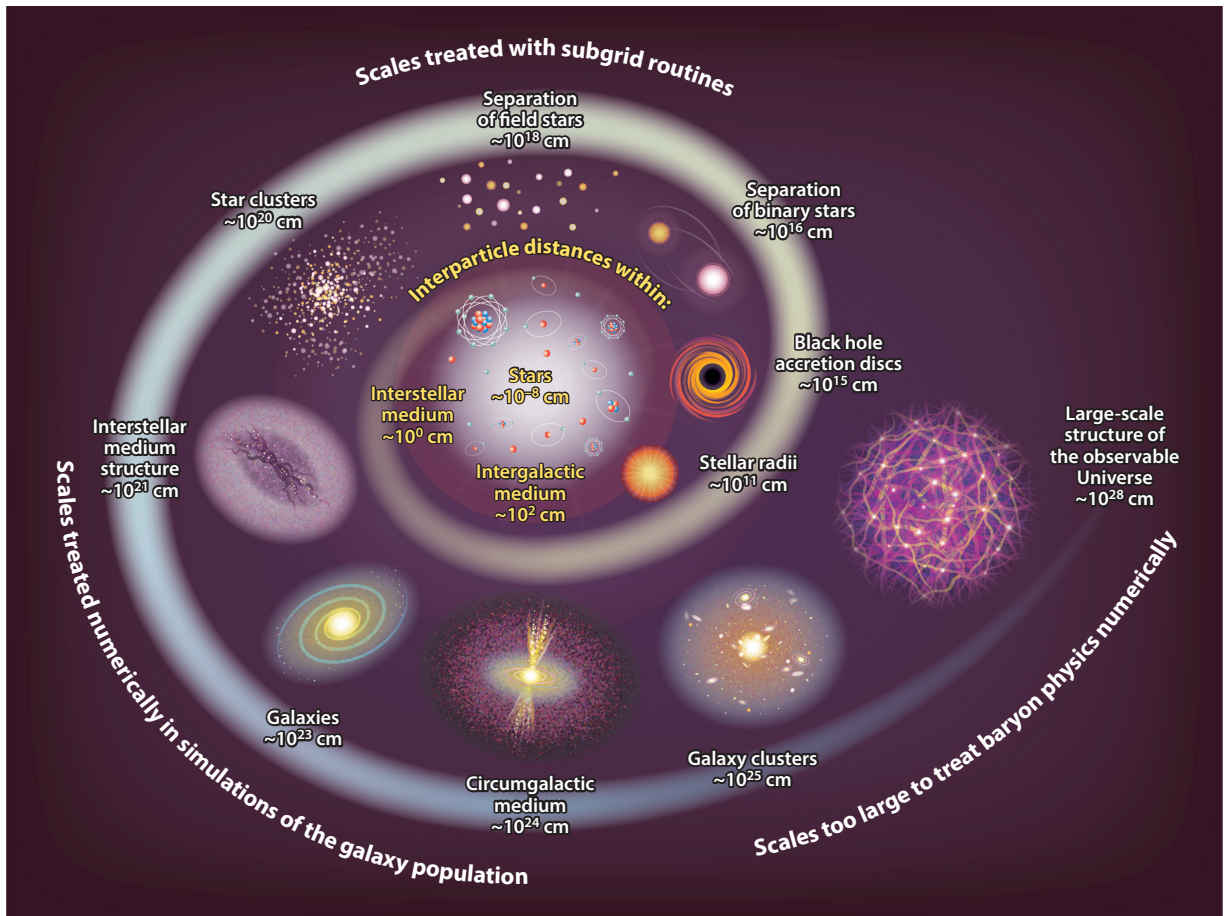 Scales treated with subgrid routines
Separation
of field stars
~10¹⁸ cm
Star clusters
~10²⁰ cm
Separation
of binary stars
~10¹⁶ cm
Interparticle distances within:
Stars
~10⁻⁸ cm
Interstellar
medium
~10⁰ cm
Intergalactic
medium
~10² cm
Black hole
accretion discs
~10¹⁵ cm
Stellar radii
~10¹¹ cm
Interstellar
medium
structure
~10²¹ cm
Large-scale
structure of
the observable
Universe
~10²⁸ cm
Galaxies
~10²³ cm
Circumgalactic
medium
~10²⁴ cm
Galaxy clusters
~10²⁵ cm
Scales treated numerically in simulations of the galaxy population
Scales too large to treat baryon physics numerically